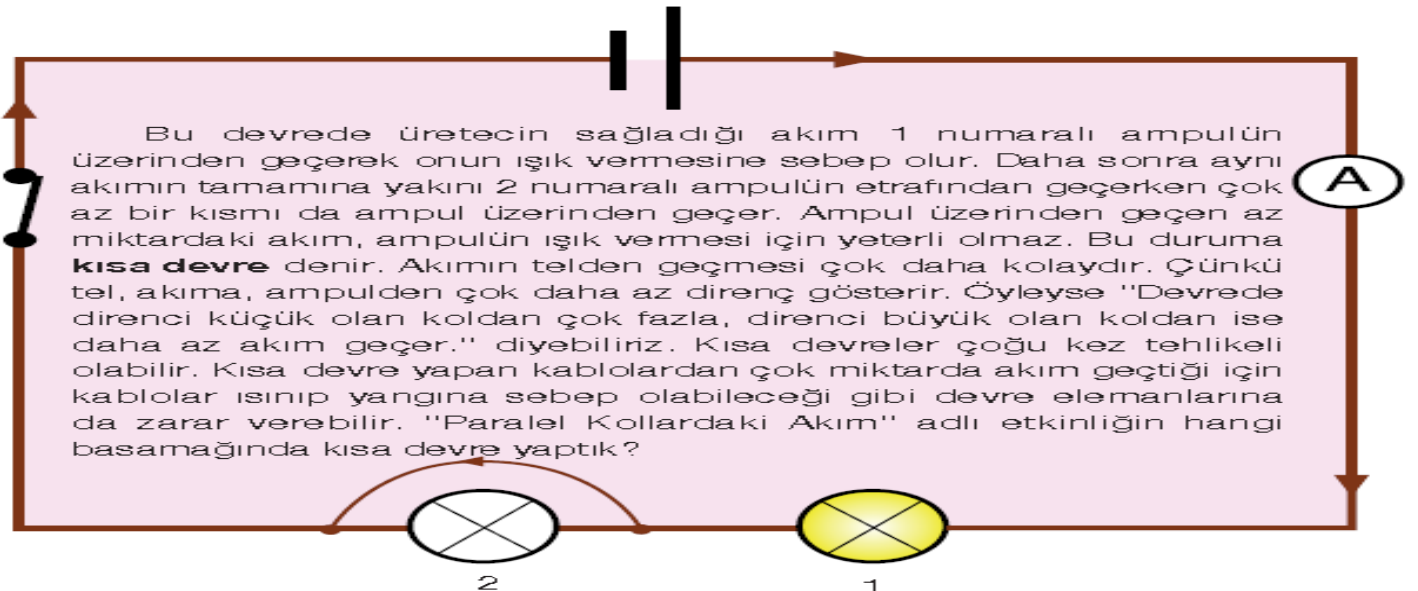 Bu devrede üretecin sağladığı akım 1 numaralı ampulün
üzerinden geçerek onun ışık vermesine sebep olur. Daha sonra aynı
akımın tamamına yakını 2 numaralı ampulün etrafından geçerken çok
az bir kısmı da ampul üzerinden geçer. Ampul üzerinden geçen az
miktardaki akım, ampulün ışık vermesi için yeterli olmaz. Bu duruma
kısa devre denir. Akımın telden geçmesi çok daha kolaydır. Çünkü
tel, akıma, ampulden çok daha az direnç gösterir. Öyleyse "Devrede
direnci küçük olan koldan çok fazla, direnci büyük olan koldan ise
daha az akım geçer." diyebiliriz. Kısa devreler çoğu kez tehlikeli
olabilir. Kısa devre yapan kablolardan çok miktarda akım geçtiği için
kablolar ısınıp yangına sebep olabileceği gibi devre elemanlarına
da zarar verebilir. "Paralel Kollardaki Akım" adlı etkinliğin hangi
basamağında kısa devre yaptık?
A
2
1